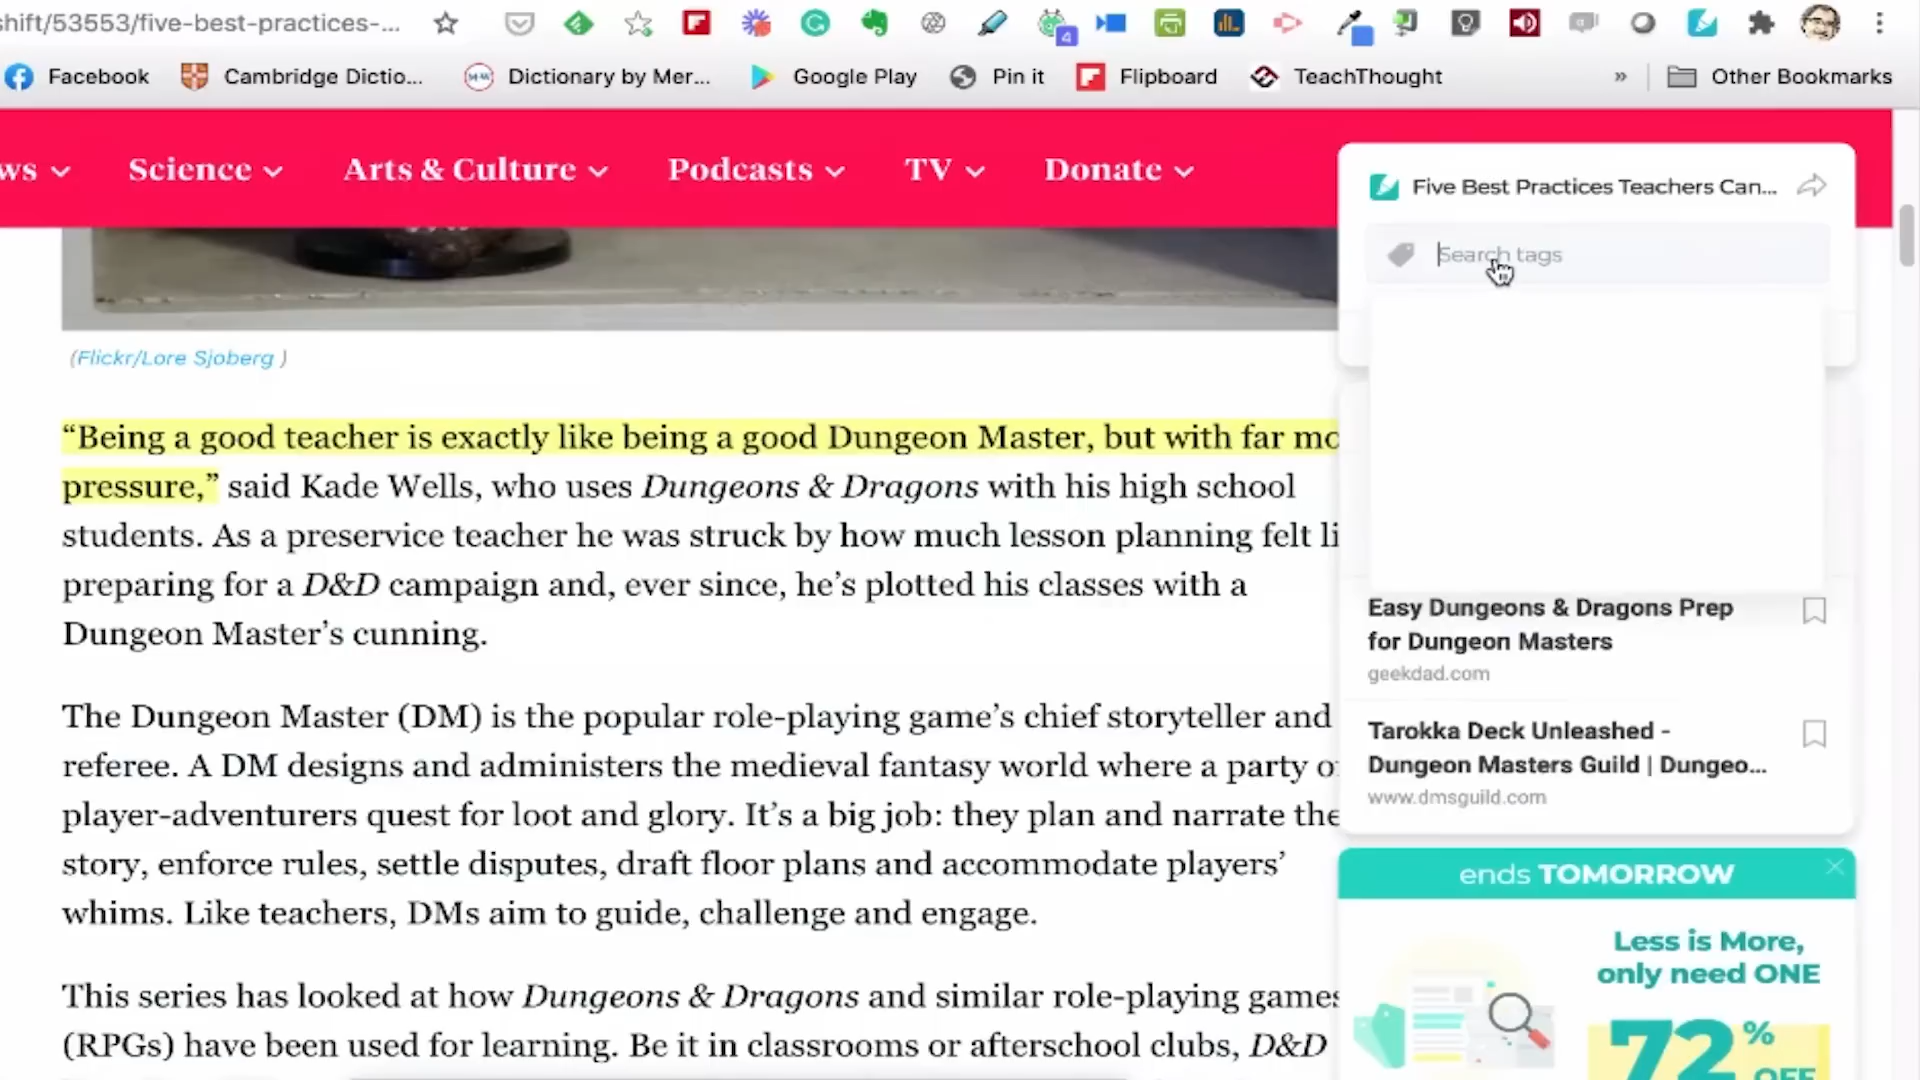 shift/53553/five-best-practices-...
4
Facebook
Cambridge Dictio...
Dictionary by Mer...
Google Play
Pin it
Flipboard
TeachThought
»
Other Bookmarks
ws
Science
Arts & Culture
Podcasts
TV
Donate
Five Best Practices Teachers Can...
Search tags
(Flickr/Lore Sjoberg )
“Being a good teacher is exactly like being a good Dungeon Master, but with far mo
pressure,” said Kade Wells, who uses Dungeons & Dragons with his high school
students. As a preservice teacher he was struck by how much lesson planning felt li
preparing for a D&D campaign and, ever since, he’s plotted his classes with a
Dungeon Master’s cunning.
The Dungeon Master (DM) is the popular role-playing game’s chief storyteller and
referee. A DM designs and administers the medieval fantasy world where a party o
player-adventurers quest for loot and glory. It’s a big job: they plan and narrate the
story, enforce rules, settle disputes, draft floor plans and accommodate players’
whims. Like teachers, DMs aim to guide, challenge and engage.
This series has looked at how Dungeons & Dragons and similar role-playing games
(RPGs) have been used for learning. Be it in classrooms or afterschool clubs, D&D
Easy Dungeons & Dragons Prep
for Dungeon Masters
geekdad.com
Tarokka Deck Unleashed -
Dungeon Masters Guild | Dungeo...
www.dmsguild.com
ends TOMORROW
Less is More,
only need ONE
72%
OFF